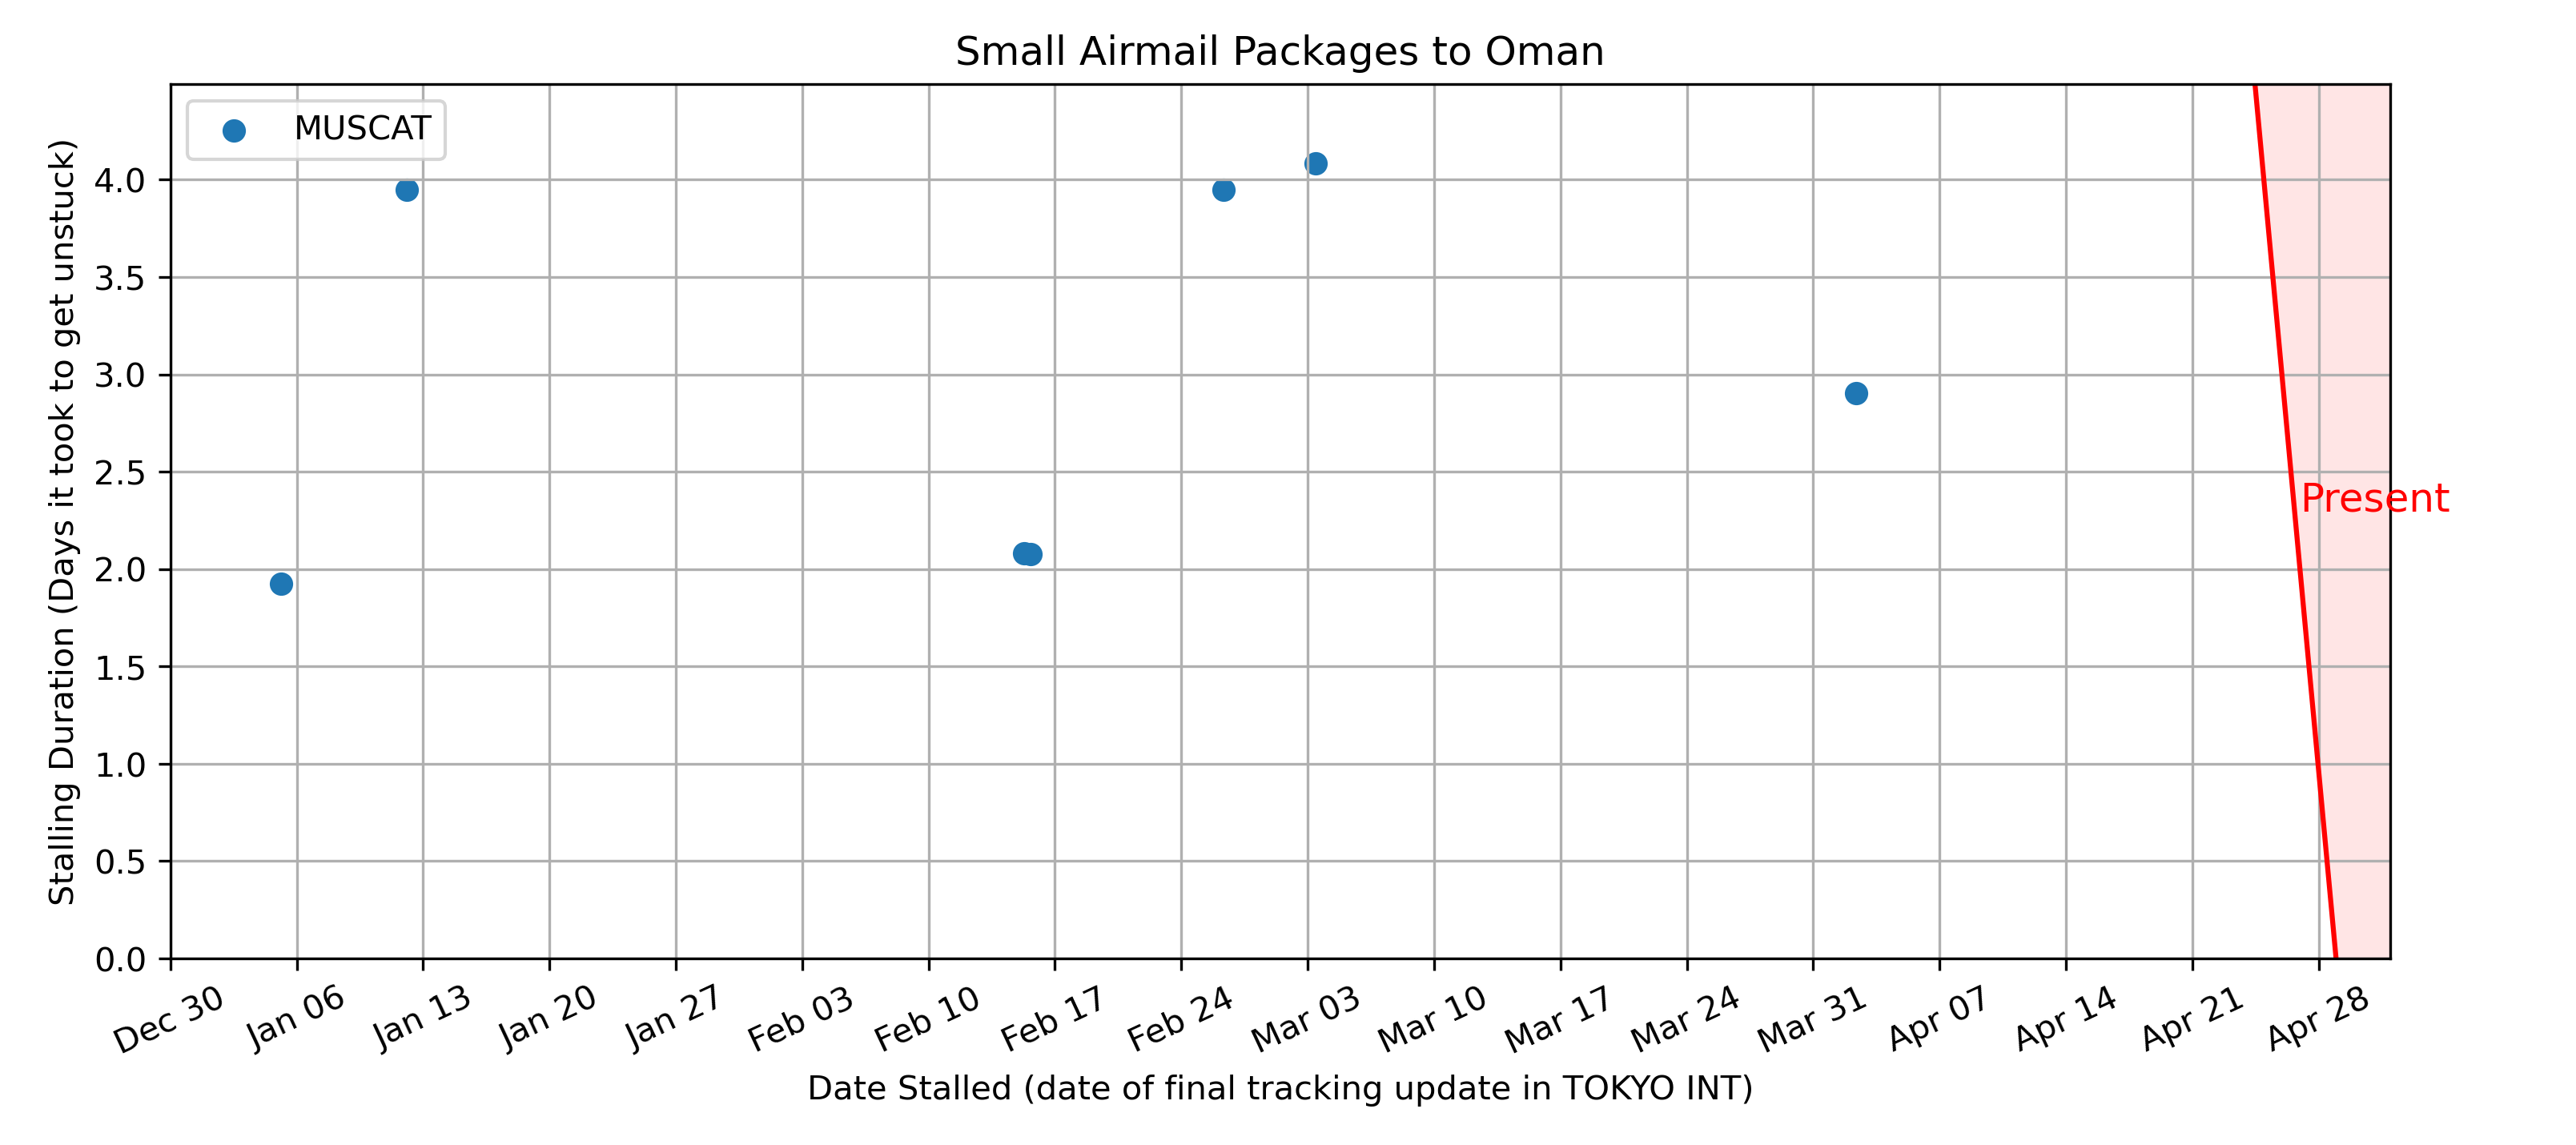 Small Airmail Packages to Oman
MUSCAT
Stalling Duration (Days it took to get unstuck)
4.0
3.5
3.0
2.5
2.0
1.5
1.0
0.5
0.0
Present
Dec 30 Jan 06 Jan 13 Jan 20 Jan 27 Feb 03 Feb 10 Feb 17 Feb 24 Mar 03 Mar 10 Mar 17 Mar 24 Mar 31 Apr 07 Apr 14 Apr 21 Apr 28
Date Stalled (date of final tracking update in TOKYO INT)